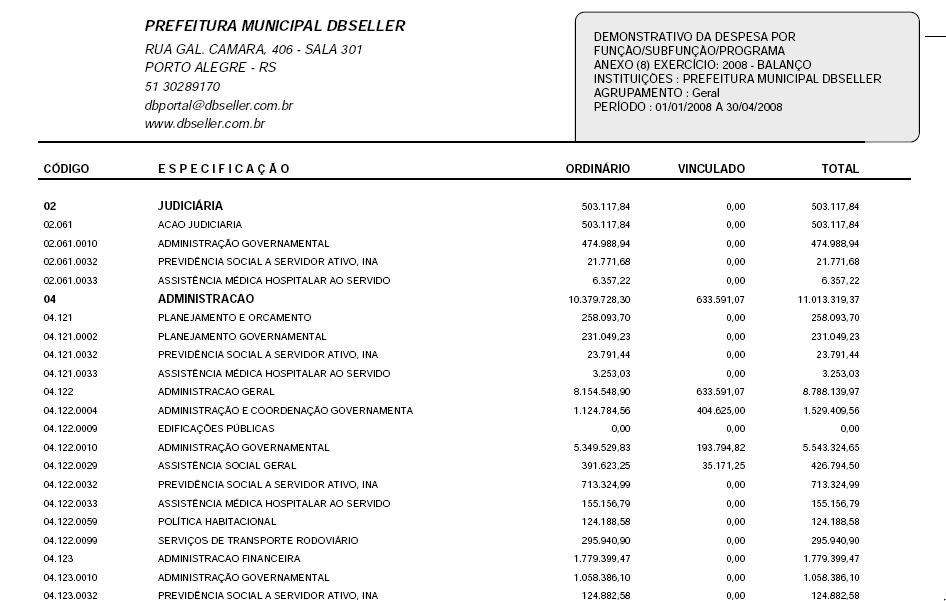 PREFEITURA MUNICIPAL DBSELLER
RUA GAL. CAMARA, 406 - SALA 301
PORTO ALEGRE - RS
51 30289170
dbportal@dbseller.com.br
www.dbseller.com.br
DEMONSTRATIVO DA DESPESA POR
FUNÇÃO/SUBFUNÇÃO/PROGRAMA
ANEXO (8) EXERCÍCIO: 2008 - BALANÇO
INSTITUIÇÕES : PREFEITURA MUNICIPAL DBSELLER
AGRUPAMENTO : Geral
PERÍODO : 01/01/2008 A 30/04/2008
CÓDIGO E S P E C I F I C A Ç Ã O ORDINÁRIO VINCULADO TOTAL
02 JUDICIÁRIA 503.117,84 0,00 503.117,84
02.061 ACAO JUDICIARIA 503.117,84 0,00 503.117,84
02.061.0010 ADMINISTRAÇÃO GOVERNAMENTAL 474.988,94 0,00 474.988,94
02.061.0032 PREVIDÊNCIA SOCIAL A SERVIDOR ATIVO, INA 21.771,68 0,00 21.771,68
02.061.0033 ASSISTÊNCIA MÉDICA HOSPITALAR AO SERVIDO 6.357,22 0,00 6.357,22
04 ADMINISTRACAO 10.379.728,30 633.591,07 11.013.319,37
04.121 PLANEJAMENTO E ORCAMENTO 258.093,70 0,00 258.093,70
04.121.0002 PLANEJAMENTO GOVERNAMENTAL 231.049,23 0,00 231.049,23
04.121.0032 PREVIDÊNCIA SOCIAL A SERVIDOR ATIVO, INA 23.791,44 0,00 23.791,44
04.121.0033 ASSISTÊNCIA MÉDICA HOSPITALAR AO SERVIDO 3.253,03 0,00 3.253,03
04.122 ADMINISTRACAO GERAL 8.154.548,90 633.591,07 8.788.139,97
04.122.0004 ADMINISTRAÇÃO E COORDENAÇÃO GOVERNAMENTA 1.124.784,56 404.625,00 1.529.409,56
04.122.0009 EDIFICAÇÕES PÚBLICAS 0,00 0,00 0,00
04.122.0010 ADMINISTRAÇÃO GOVERNAMENTAL 5.349.529,83 193.794,82 5.543.324,65
04.122.0029 ASSISTÊNCIA SOCIAL GERAL 391.623,25 35.171,25 426.794,50
04.122.0032 PREVIDÊNCIA SOCIAL A SERVIDOR ATIVO, INA 713.324,99 0,00 713.324,99
04.122.0033 ASSISTÊNCIA MÉDICA HOSPITALAR AO SERVIDO 155.156,79 0,00 155.156,79
04.122.0059 POLÍTICA HABITACIONAL 124.188,58 0,00 124.188,58
04.122.0099 SERVIÇOS DE TRANSPORTE RODOVIÁRIO 295.940,90 0,00 295.940,90
04.123 ADMINISTRACAO FINANCEIRA 1.779.399,47 0,00 1.779.399,47
04.123.0010 ADMINISTRAÇÃO GOVERNAMENTAL 1.058.386,10 0,00 1.058.386,10
04.123.0032 PREVIDÊNCIA SOCIAL A SERVIDOR ATIVO, INA 124.882,58 0,00 124.882,58